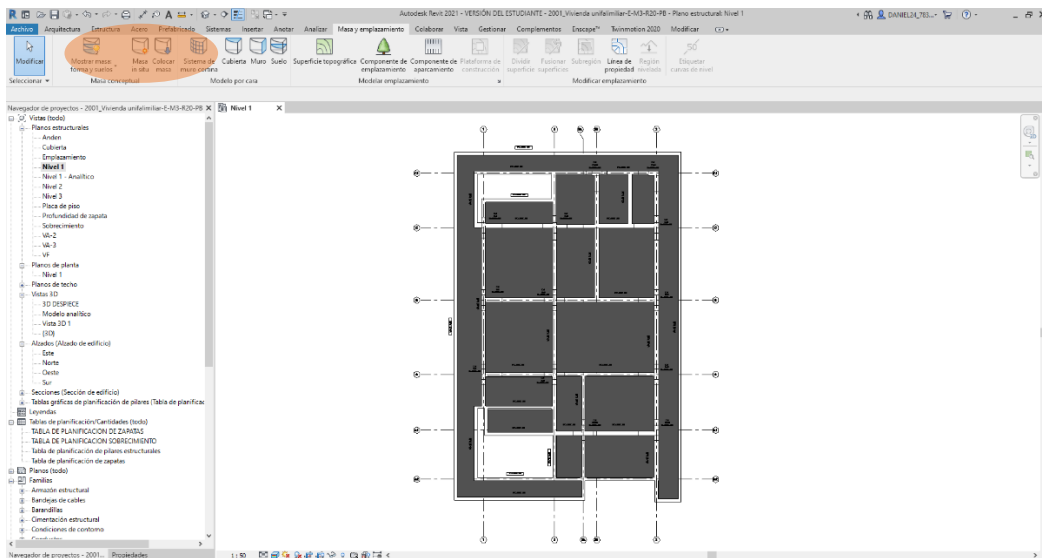 Autodesk Revit 2021 - VERSIÓN DEL ESTUDIANTE - 2001_Vivienda unifalimiliar-E-M3-R20-PB - Plano estructural: Nivel 1
DANIEL24_783...
Archivo Arquitectura Estructura Acero Prefabricado Sistemas Insertar Anotar Analizar Masa y emplazamiento Colaborar Vista Gestionar Complementos Enscape™ Twinmotion 2020 Modificar
Modificar Mostrar masa forma y suelos Masa in situ Colocar masa Sistema de muro cortina Cubierta Muro Suelo Superficie topográfica Componente de emplazamiento Componente de aparcamiento Plataforma de construcción Dividir superficie Fusionar superficies Subregión Línea de propiedad Región nivelada Etiquetar curvas de nivel
Seleccionar Masa conceptual Modelo por cara Modelar emplazamiento Modificar emplazamiento
Navegador de proyectos - 2001_Vivienda unifalimiliar-E-M3-R20-PB X
Nivel 1 X
Vistas (todo)
Planos estructurales
Anden
Cubierta
Emplazamiento
Nivel 1
Nivel 1 - Analítico
Nivel 2
Nivel 3
Placa de piso
Profundidad de zapata
Sobrecimiento
VA-2
VA-3
VF
Planos de planta
Nivel 1
Planos de techo
Vistas 3D
3D DESPIECE
Modelo analítico
Vista 3D 1
{3D}
Alzados (Alzado de edificio)
Este
Norte
Oeste
Sur
Secciones (Sección de edificio)
Tablas gráficas de planificación de pilares (Tabla de planificac
Leyendas
Tablas de planificación/Cantidades (todo)
TABLA DE PLANIFICACION DE ZAPATAS
TABLA DE PLANIFICACION SOBRECIMIENTO
Tabla de planificación de pilares estructurales
Tabla de planificación de zapatas
Planos (todo)
Familias
Armazón estructural
Bandejas de cables
Barandillas
Cimentación estructural
Condiciones de contorno
Conductos
Navegador de proyectos - 2001... Propiedades
1 : 50